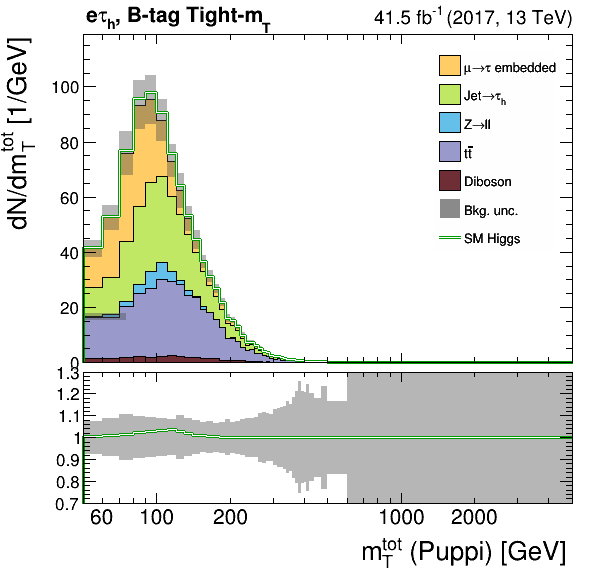 eτh, B-tag Tight-mT
41.5 fb-1 (2017, 13 TeV)
dN/dmTtot [1/GeV]
100
80
60
40
20
0
μ→τ embedded
Jet→τh
Z→ll
tt̄
Diboson
Bkg. unc.
SM Higgs
1.3
1.2
1.1
1
0.9
0.8
0.7
60 100 200 1000 2000
mTtot (Puppi) [GeV]